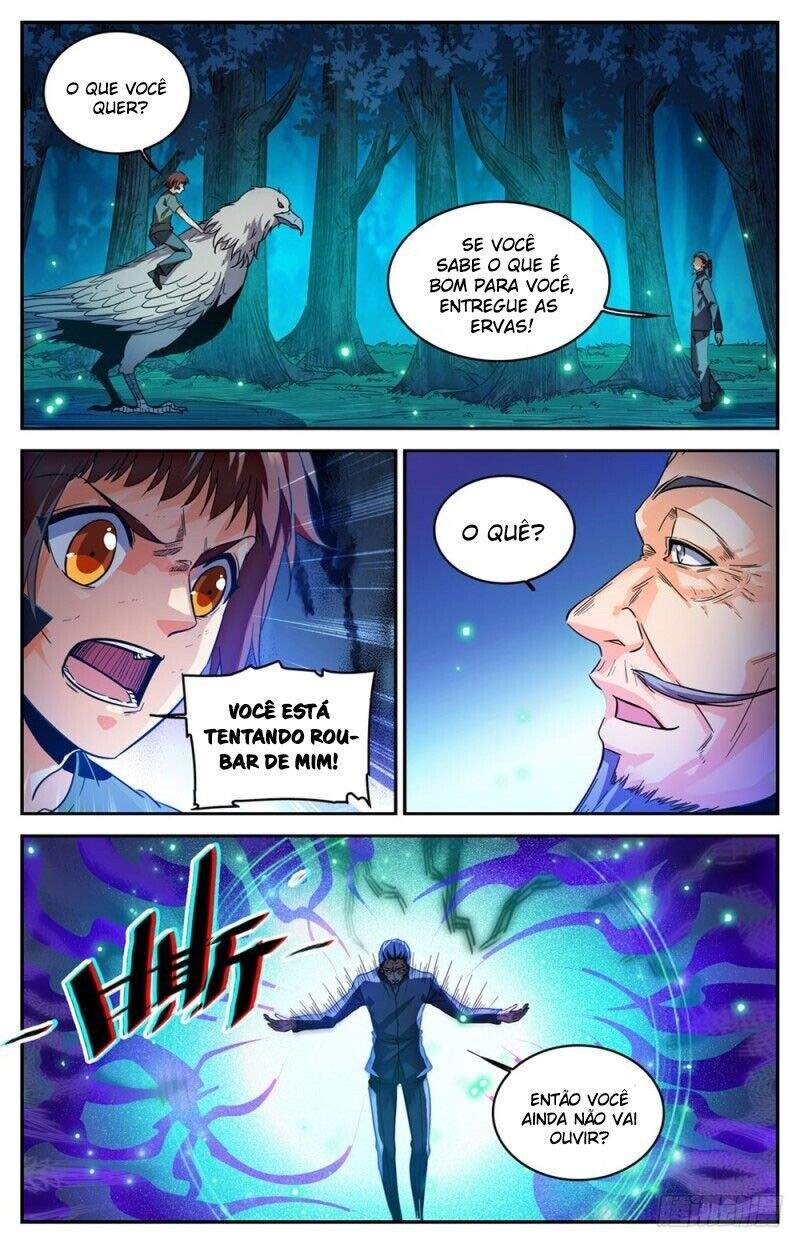 O QUE VOCÊ
QUER?
SE VOCÊ
SABE O QUE É
BOM PARA VOCÊ,
ENTREGUE AS
ERVAS!
VOCÊ ESTÁ
TENTANDO ROU-
BAR DE MIM!
O QUÊ?
ENTÃO VOCÊ
AINDA NÃO VAI
OUVIR?